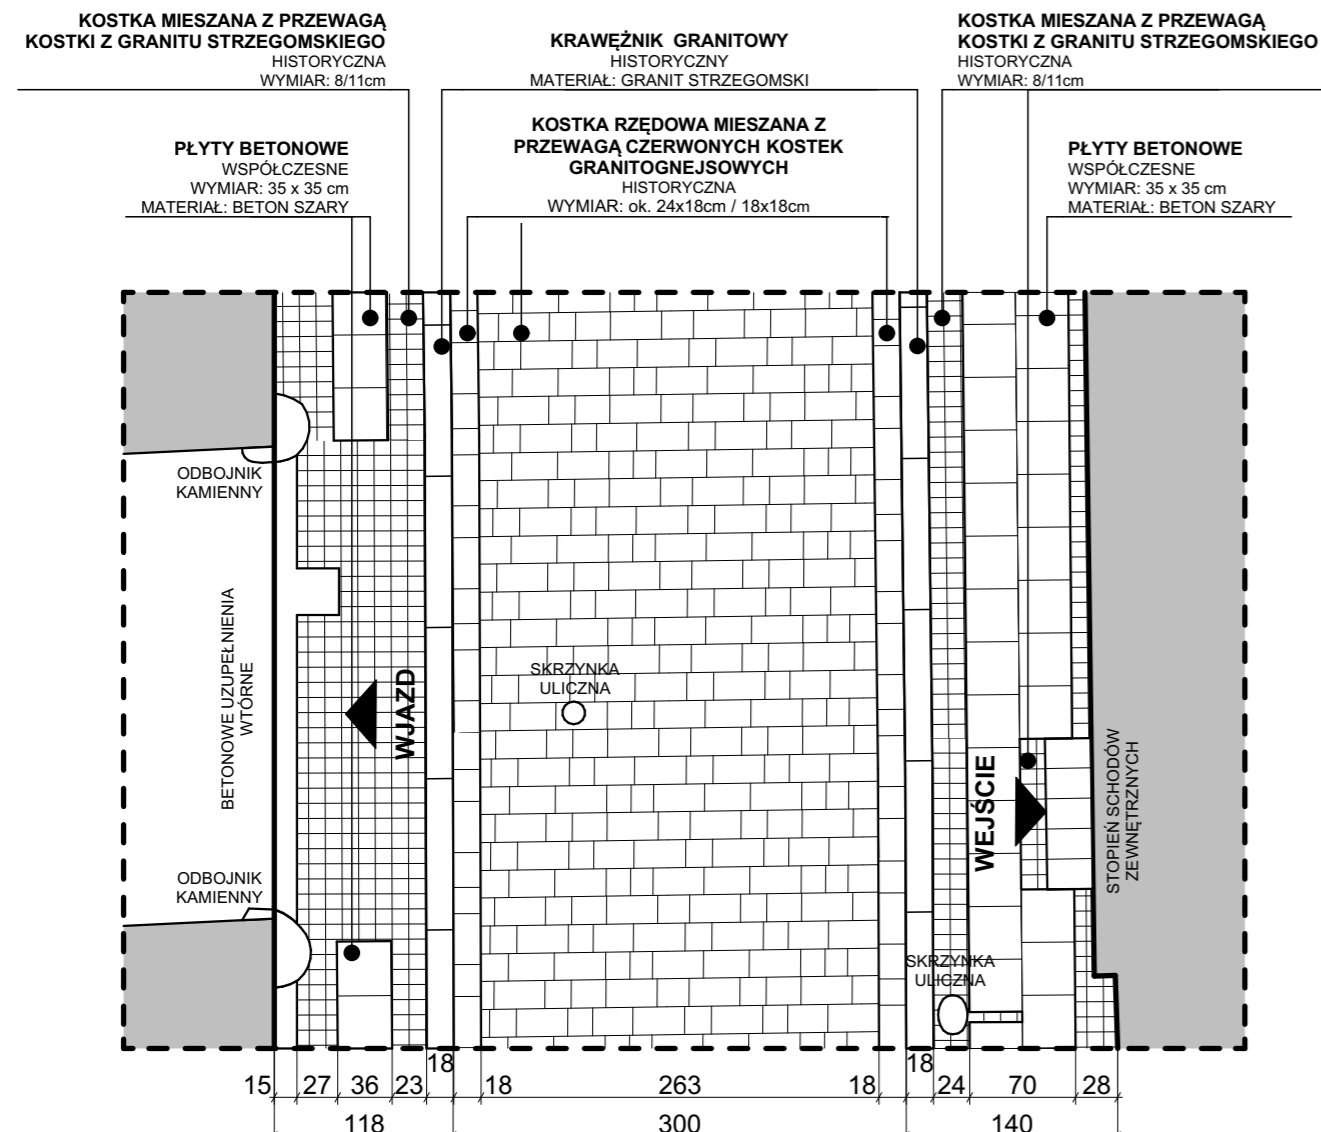 KOSTKA MIESZANA Z PRZEWAGĄ
KOSTKI Z GRANITU STRZEGOMSKIEGO
HISTORYCZNA
WYMIAR: 8/11cm
KRAWĘŻNIK GRANITOWY
HISTORYCZNY
MATERIAŁ: GRANIT STRZEGOMSKI
KOSTKA MIESZANA Z PRZEWAGĄ
KOSTKI Z GRANITU STRZEGOMSKIEGO
HISTORYCZNA
WYMIAR: 8/11cm
PŁYTY BETONOWE
WSPÓŁCZESNE
WYMIAR: 35 x 35 cm
MATERIAŁ: BETON SZARY
KOSTKA RZĘDOWA MIESZANA Z
PRZEWAGĄ CZERWONYCH KOSTEK
GRANITOGNEJSOWYCH
HISTORYCZNA
WYMIAR: ok. 24x18cm / 18x18cm
PŁYTY BETONOWE
WSPÓŁCZESNE
WYMIAR: 35 x 35 cm
MATERIAŁ: BETON SZARY
ODBOJNIK
KAMIENNY
BETONOWE UZUPEŁNIENIA
WTÓRNE
WJAZD
SKRZYNKA
ULICZNA
WEJŚCIE
STOPIEŃ SCHODÓW
ZEWNĘTRZNYCH
ODBOJNIK
KAMIENNY
SKRZYNKA
ULICZNA
15 27 36 23 18 18 263 18 18 24 70 28
118 300 140